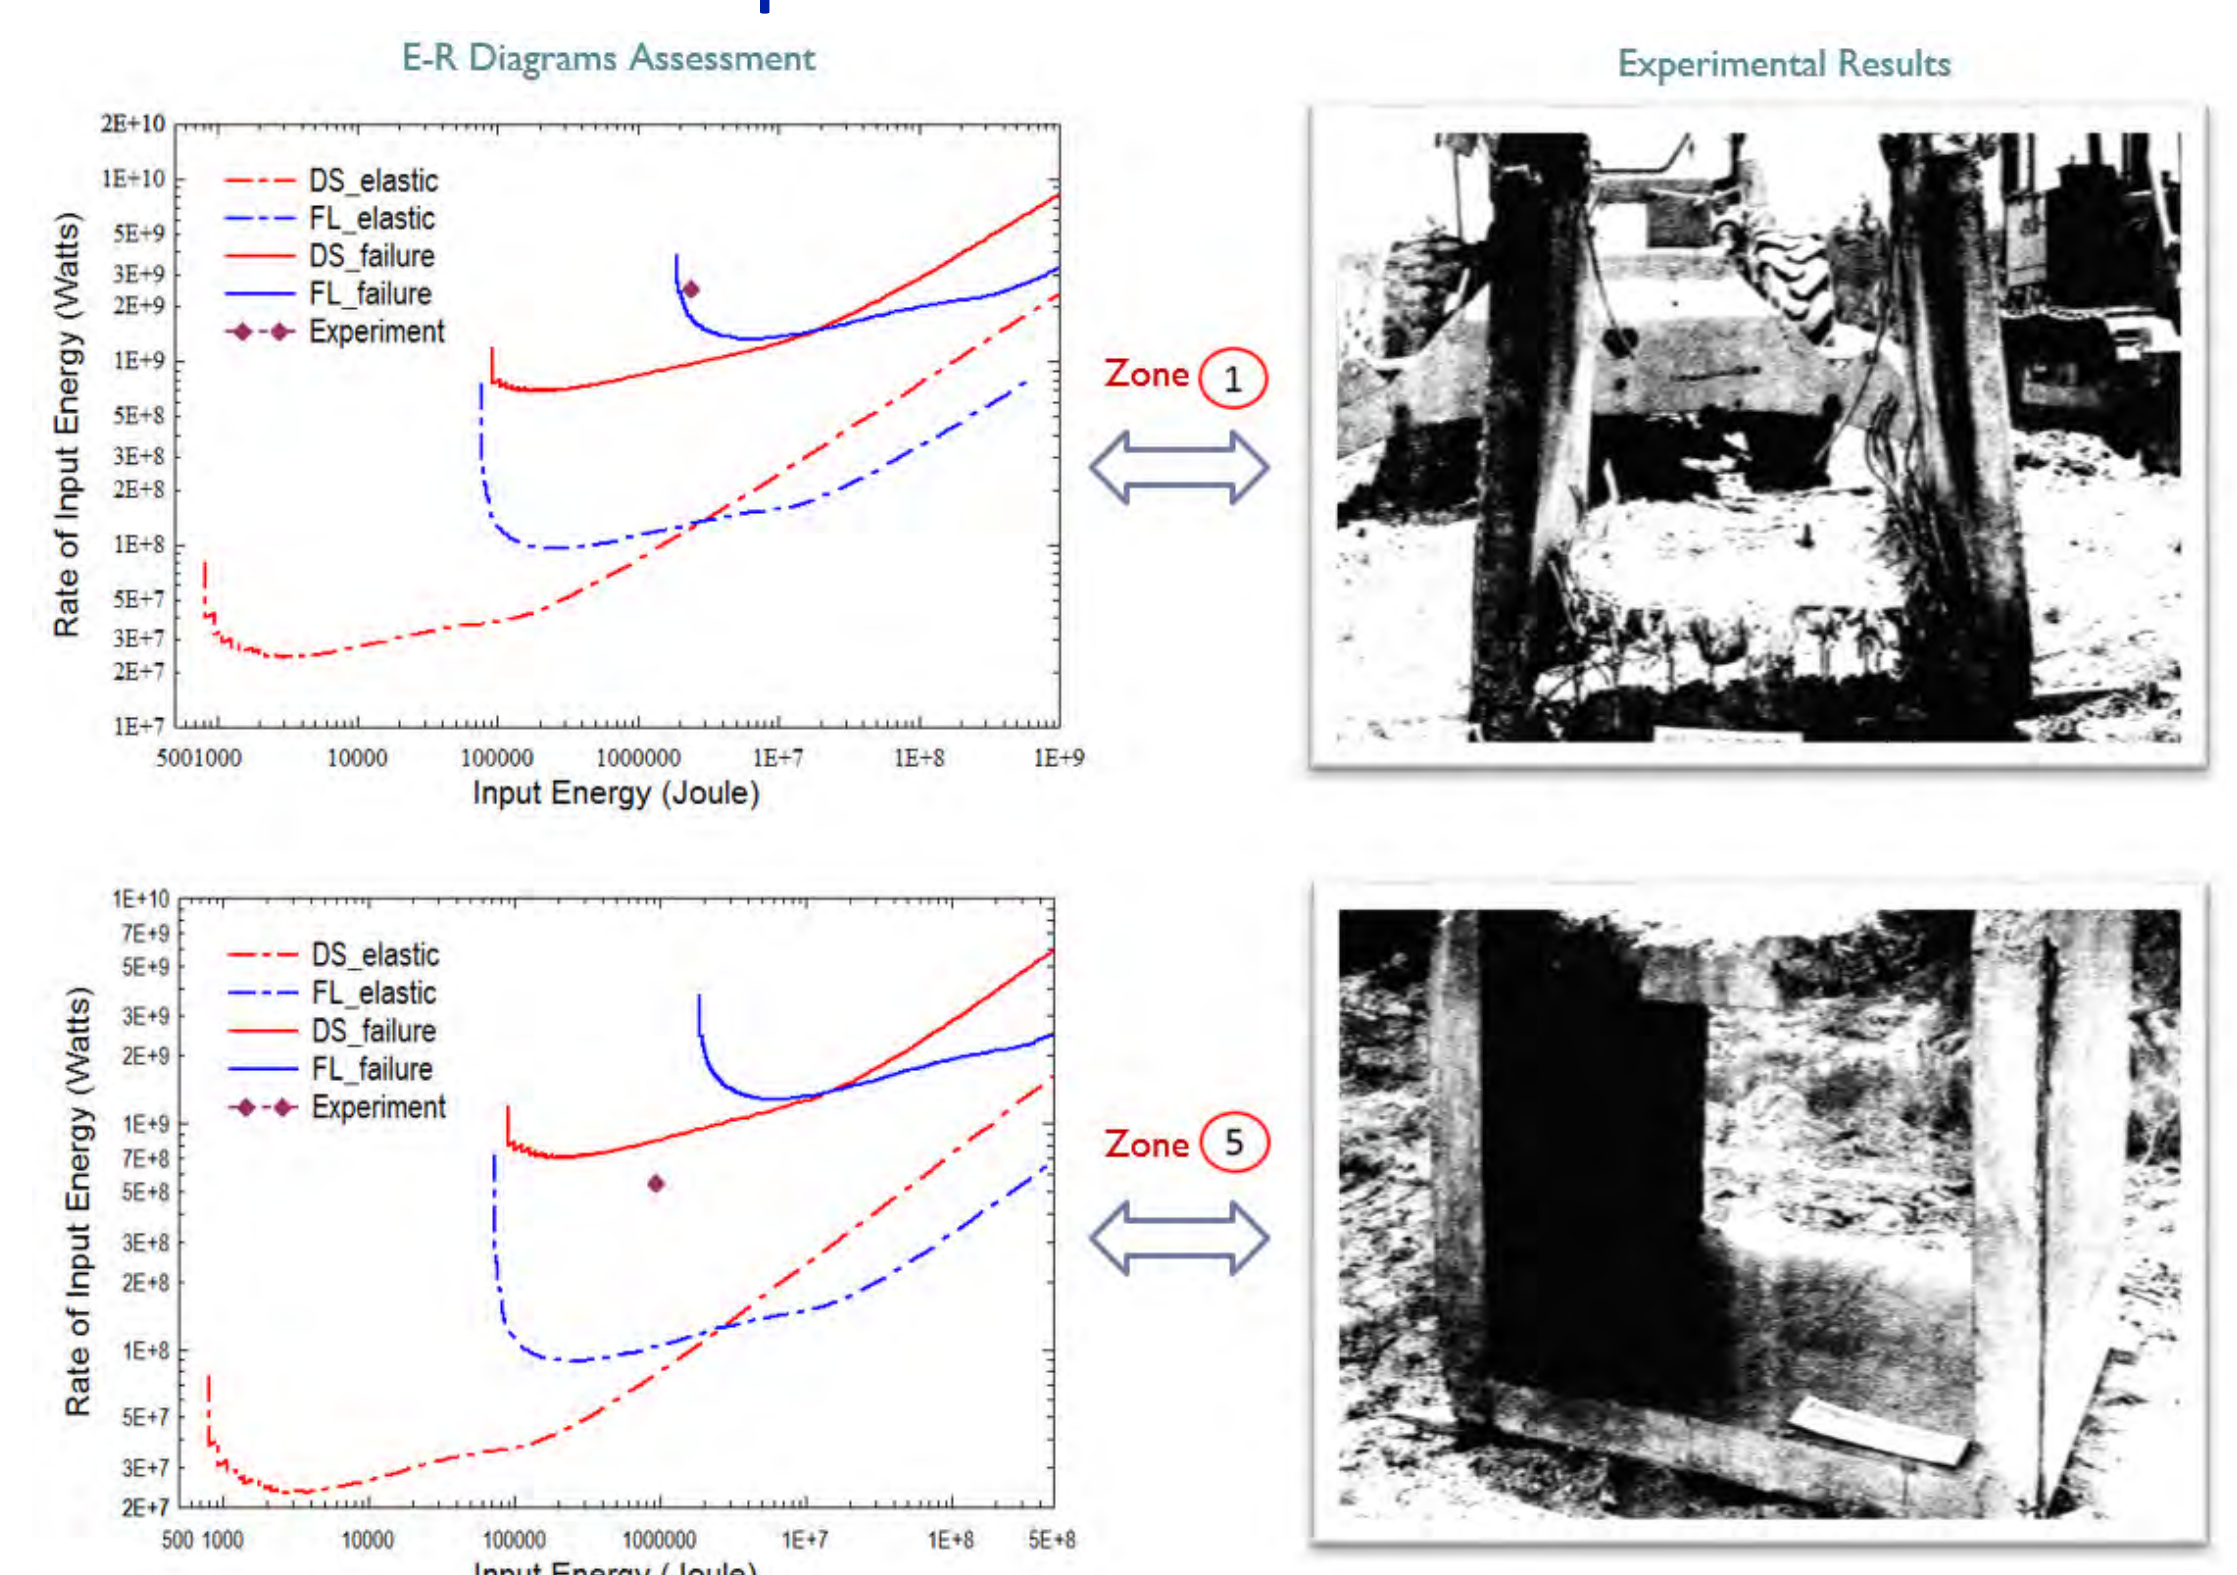 E-R Diagrams Assessment
Experimental Results
2E+10
1E+10
5E+9
3E+9
2E+9
1E+9
5E+8
3E+8
2E+8
1E+8
5E+7
3E+7
2E+7
1E+7
Rate of Input Energy (Watts)
DS_elastic
FL_elastic
DS_failure
FL_failure
Experiment
5001000 10000 100000 1000000 1E+7 1E+8 1E+9
Input Energy (Joule)
Zone 1
1E+10
7E+9
5E+9
3E+9
2E+9
1E+9
7E+8
5E+8
3E+8
2E+8
1E+8
5E+7
3E+7
2E+7
Rate of Input Energy (Watts)
DS_elastic
FL_elastic
DS_failure
FL_failure
Experiment
500 1000 10000 100000 1000000 1E+7 1E+8 5E+8
Input Energy (Joule)
Zone 5